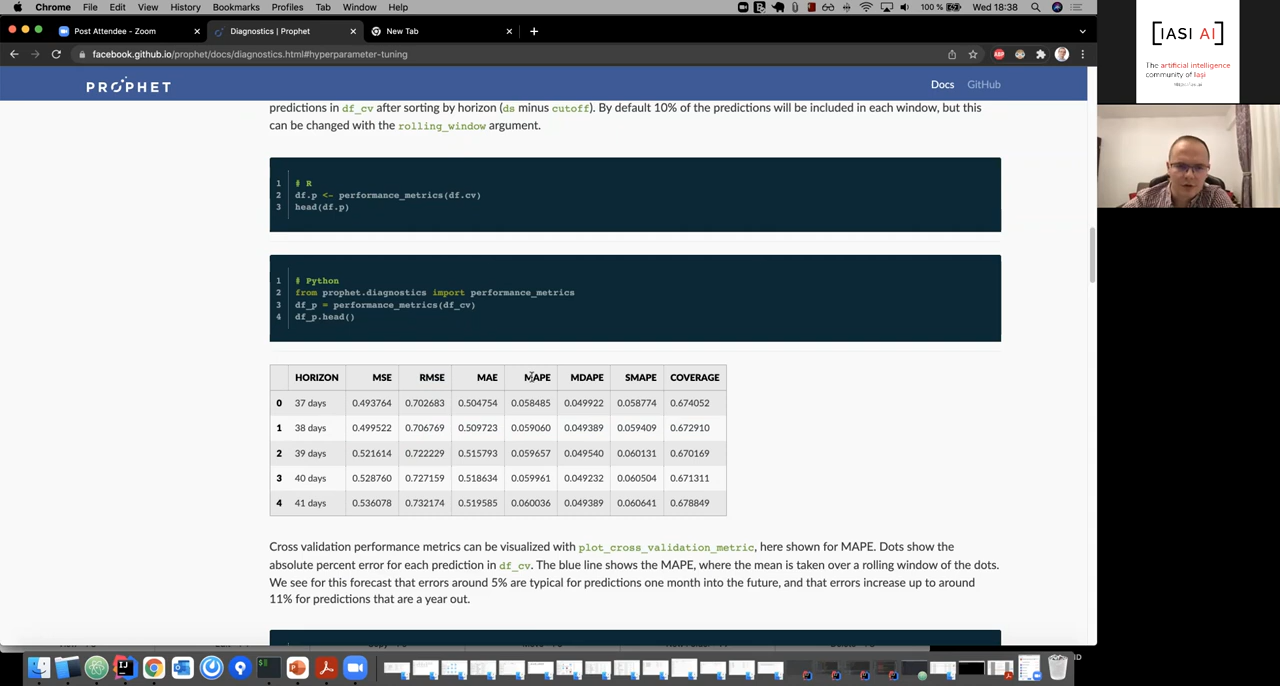 Chrome File Edit View History Bookmarks Profiles Tab Window Help 100 % Wed 18:38
Post Attendee - Zoom Diagnostics | Prophet New Tab
facebook.github.io/prophet/docs/diagnostics.html#hyperparameter-tuning
PROPHET Docs GitHub
predictions in df_cv after sorting by horizon (ds minus cutoff). By default 10% of the predictions will be included in each window, but this
can be changed with the rolling_window argument.
1 # R
2 df.p <- performance_metrics(df.cv)
3 head(df.p)
1 # Python
2 from prophet.diagnostics import performance_metrics
3 df_p = performance_metrics(df_cv)
4 df_p.head()
HORIZON MSE RMSE MAE MAPE MDAPE SMAPE COVERAGE
0 37 days 0.493764 0.702683 0.504754 0.058485 0.049922 0.058774 0.674052
1 38 days 0.499522 0.706769 0.509723 0.059060 0.049389 0.059409 0.672910
2 39 days 0.521614 0.722229 0.515793 0.059657 0.049540 0.060131 0.670169
3 40 days 0.528760 0.727159 0.518634 0.059961 0.049232 0.060504 0.671311
4 41 days 0.536078 0.732174 0.519585 0.060036 0.049389 0.060641 0.678849
Cross validation performance metrics can be visualized with plot_cross_validation_metric, here shown for MAPE. Dots show the
absolute percent error for each prediction in df_cv. The blue line shows the MAPE, where the mean is taken over a rolling window of the dots.
We see for this forecast that errors around 5% are typical for predictions one month into the future, and that errors increase up to around
11% for predictions that are a year out.
[IASI AI]
The artificial intelligence
community of Iași